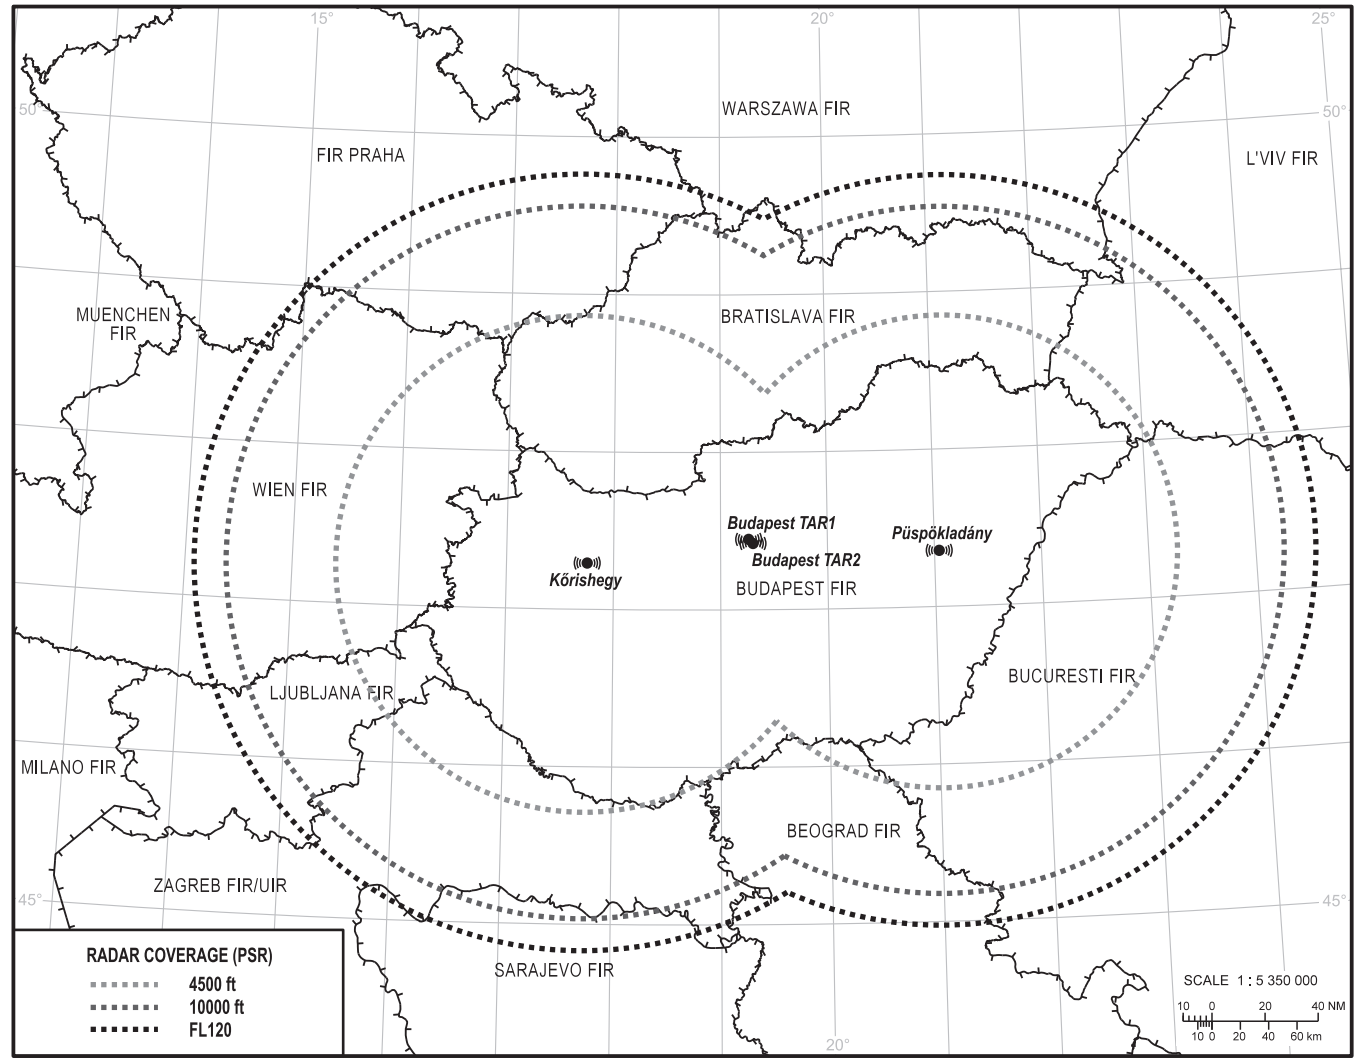 15°
20°
25°
50°
50°
WARSZAWA FIR
FIR PRAHA
L'VIV FIR
MUENCHEN
FIR
BRATISLAVA FIR
WIEN FIR
Budapest TAR1
Budapest TAR2
Püspökladány
Kőrishegy
BUDAPEST FIR
LJUBLJANA FIR
BUCURESTI FIR
MILANO FIR
BEOGRAD FIR
ZAGREB FIR/UIR
45°
45°
SARAJEVO FIR
RADAR COVERAGE (PSR)
4500 ft
10000 ft
FL120
SCALE 1 : 5 350 000
10 0 20 40 NM
10 0 20 40 60 km
20°